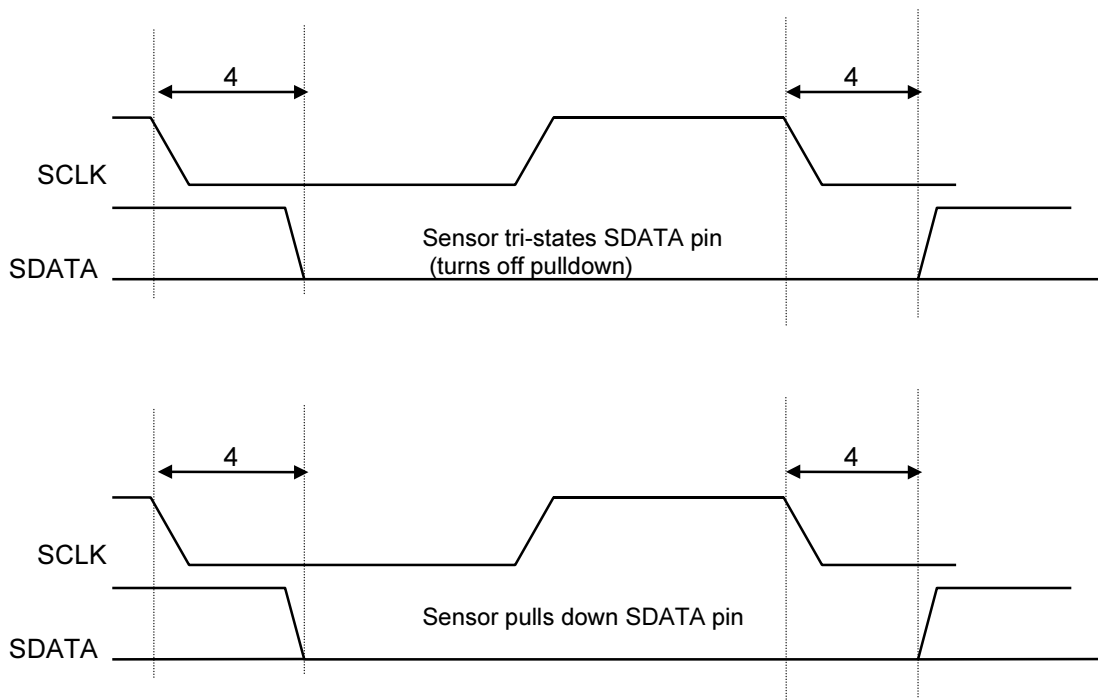 4
4
SCLK
Sensor tri-states SDATA pin
(turns off pulldown)
SDATA
4
4
SCLK
Sensor pulls down SDATA pin
SDATA